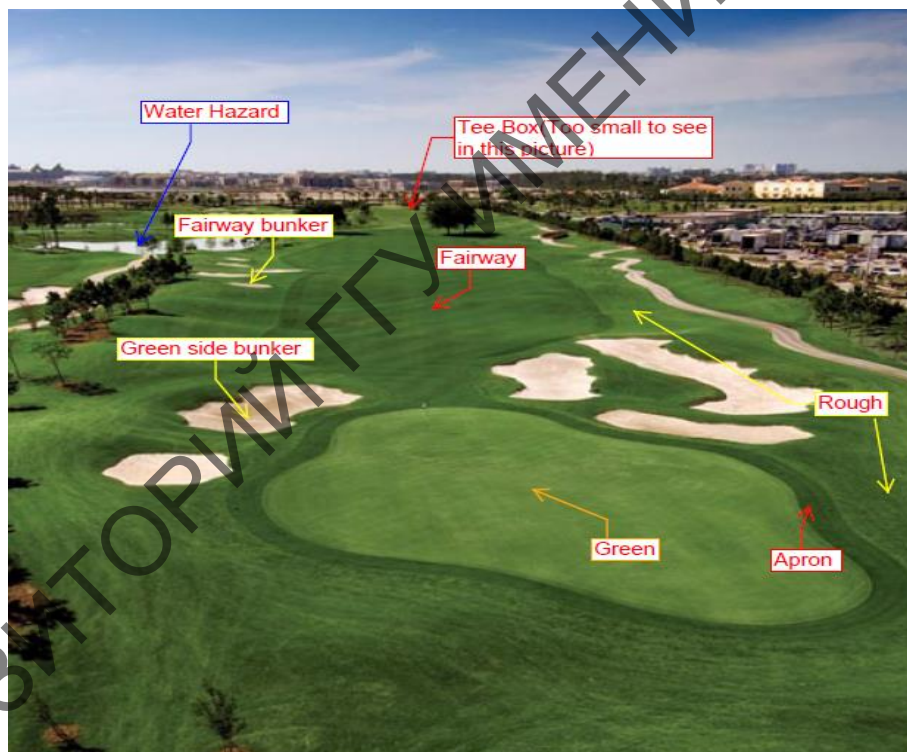 Water Hazard
Tee Box(Too small to see
in this picture)
Fairway bunker
Fairway
Green side bunker
Rough
Green
Apron
ЗИТОРИЙ ГГУ ИМЕНИ